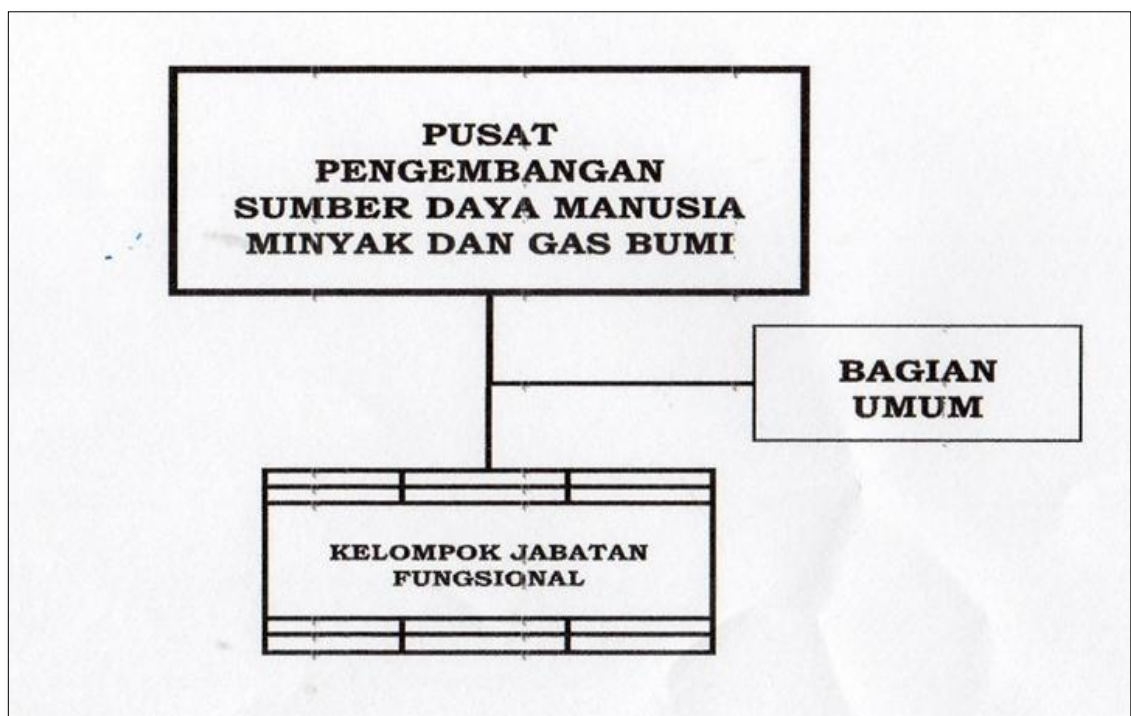 PUSAT
PENGEMBANGAN
SUMBER DAYA MANUSIA
MINYAK DAN GAS BUMI
BAGIAN
UMUM
KELOMPOK JABATAN
FUNGSIONAL